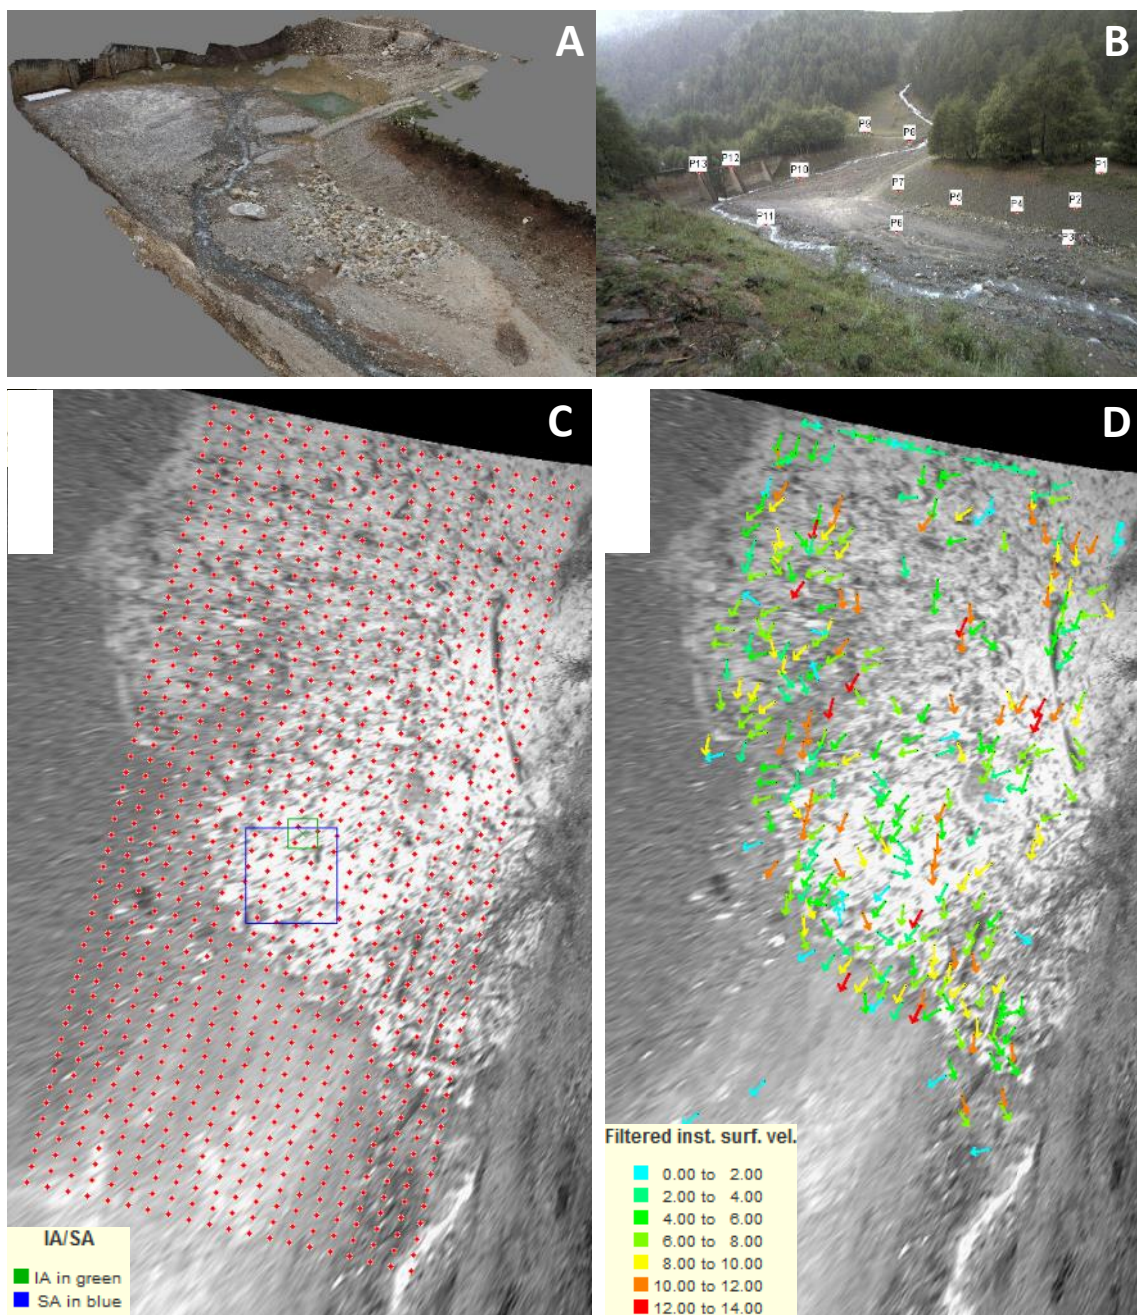 A
B
P9
P8
P1
P13
P12
P10
P7
P5
P4
P2
P11
P6
P3
C
D
IA/SA
IA in green
SA in blue
Filtered inst. surf. vel.
0.00 to 2.00
2.00 to 4.00
4.00 to 6.00
6.00 to 8.00
8.00 to 10.00
10.00 to 12.00
12.00 to 14.00